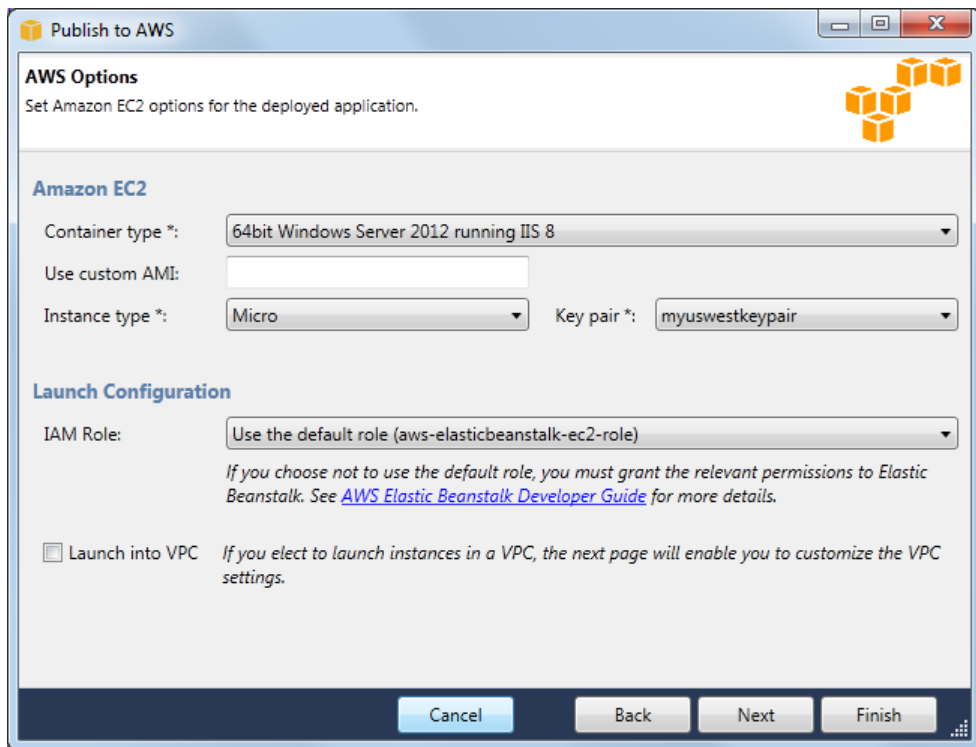 Publish to AWS
AWS Options
Set Amazon EC2 options for the deployed application.
Amazon EC2
Container type *: 64bit Windows Server 2012 running IIS 8
Use custom AMI:
Instance type *: Micro Key pair *: myuswestkeypair
Launch Configuration
IAM Role: Use the default role (aws-elasticbeanstalk-ec2-role)
If you choose not to use the default role, you must grant the relevant permissions to Elastic
Beanstalk. See AWS Elastic Beanstalk Developer Guide for more details.
Launch into VPC If you elect to launch instances in a VPC, the next page will enable you to customize the VPC
settings.
Cancel Back Next Finish